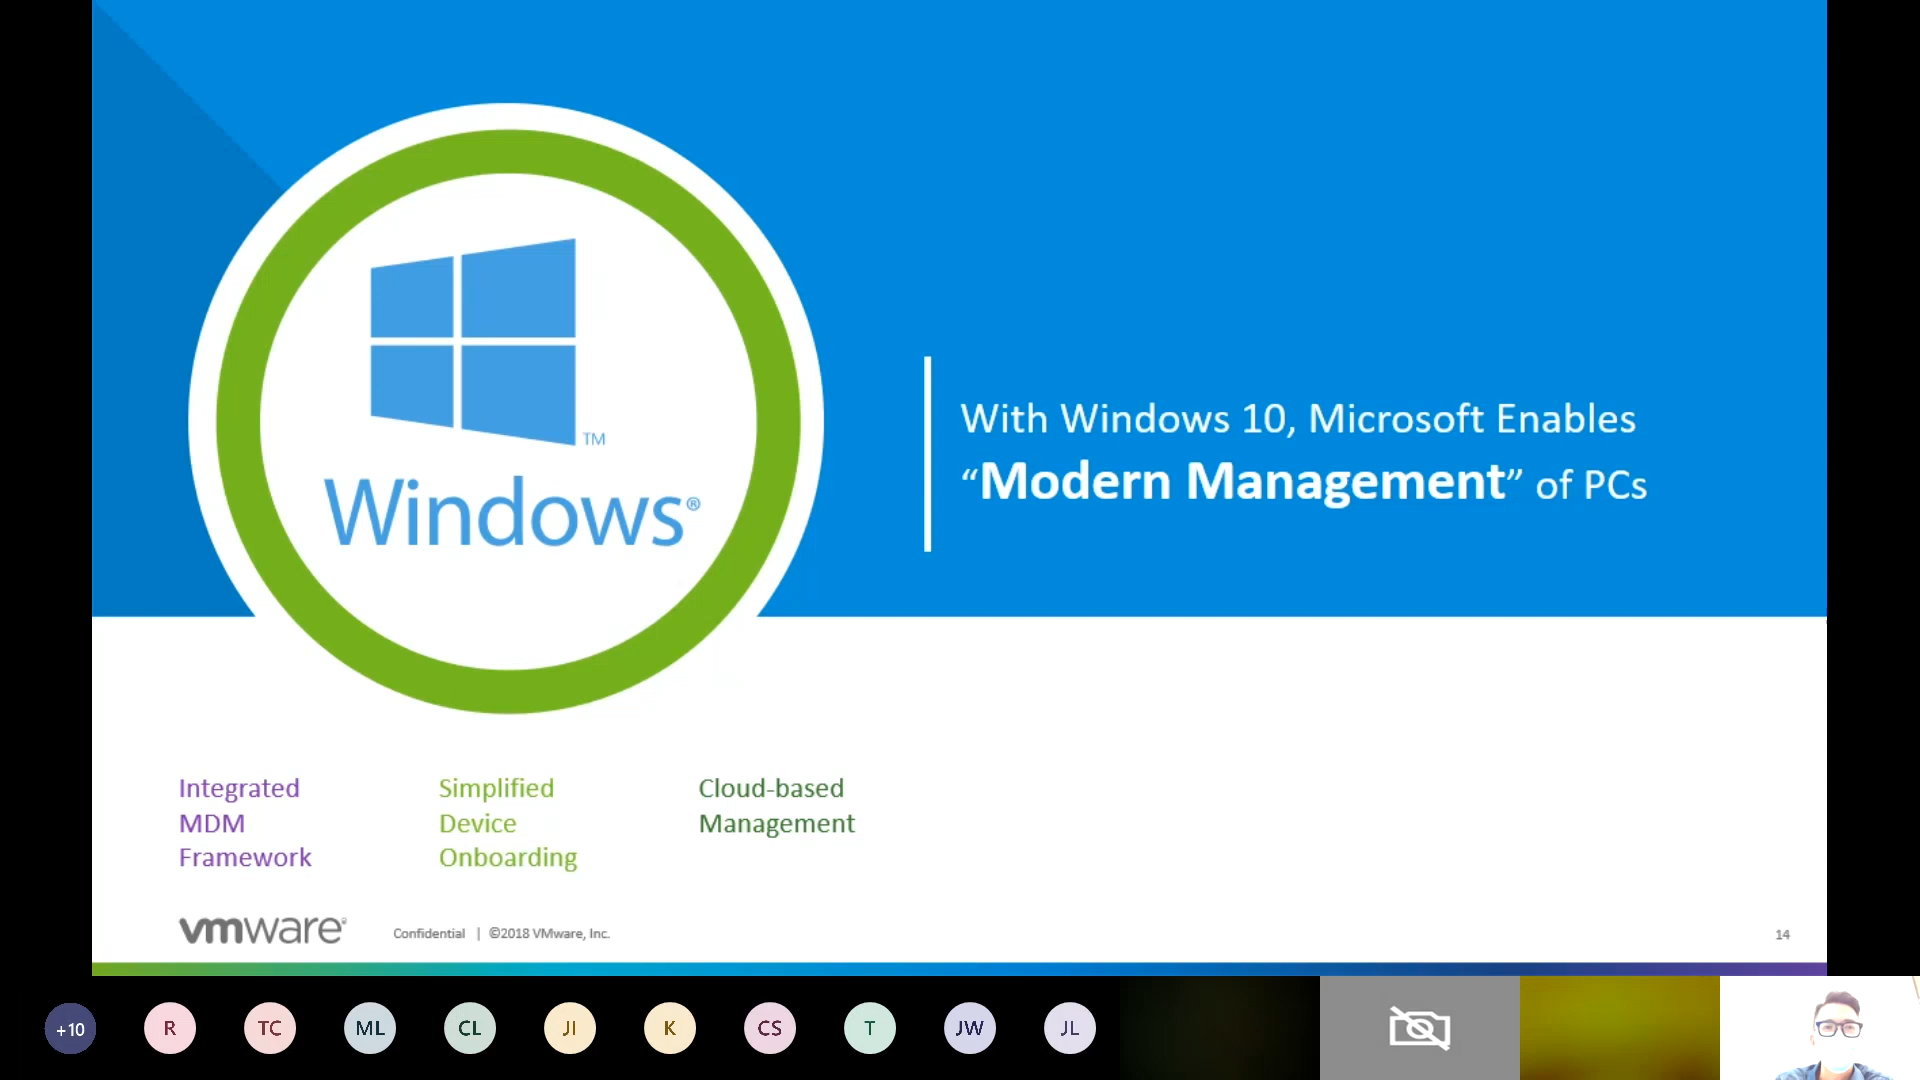 TM
Windows®
With Windows 10, Microsoft Enables
“Modern Management” of PCs
Integrated
MDM
Framework
Simplified
Device
Onboarding
Cloud-based
Management
vmware®
Confidential | ©2018 VMware, Inc.
14
+10
R
TC
ML
CL
JI
K
CS
T
JW
JL